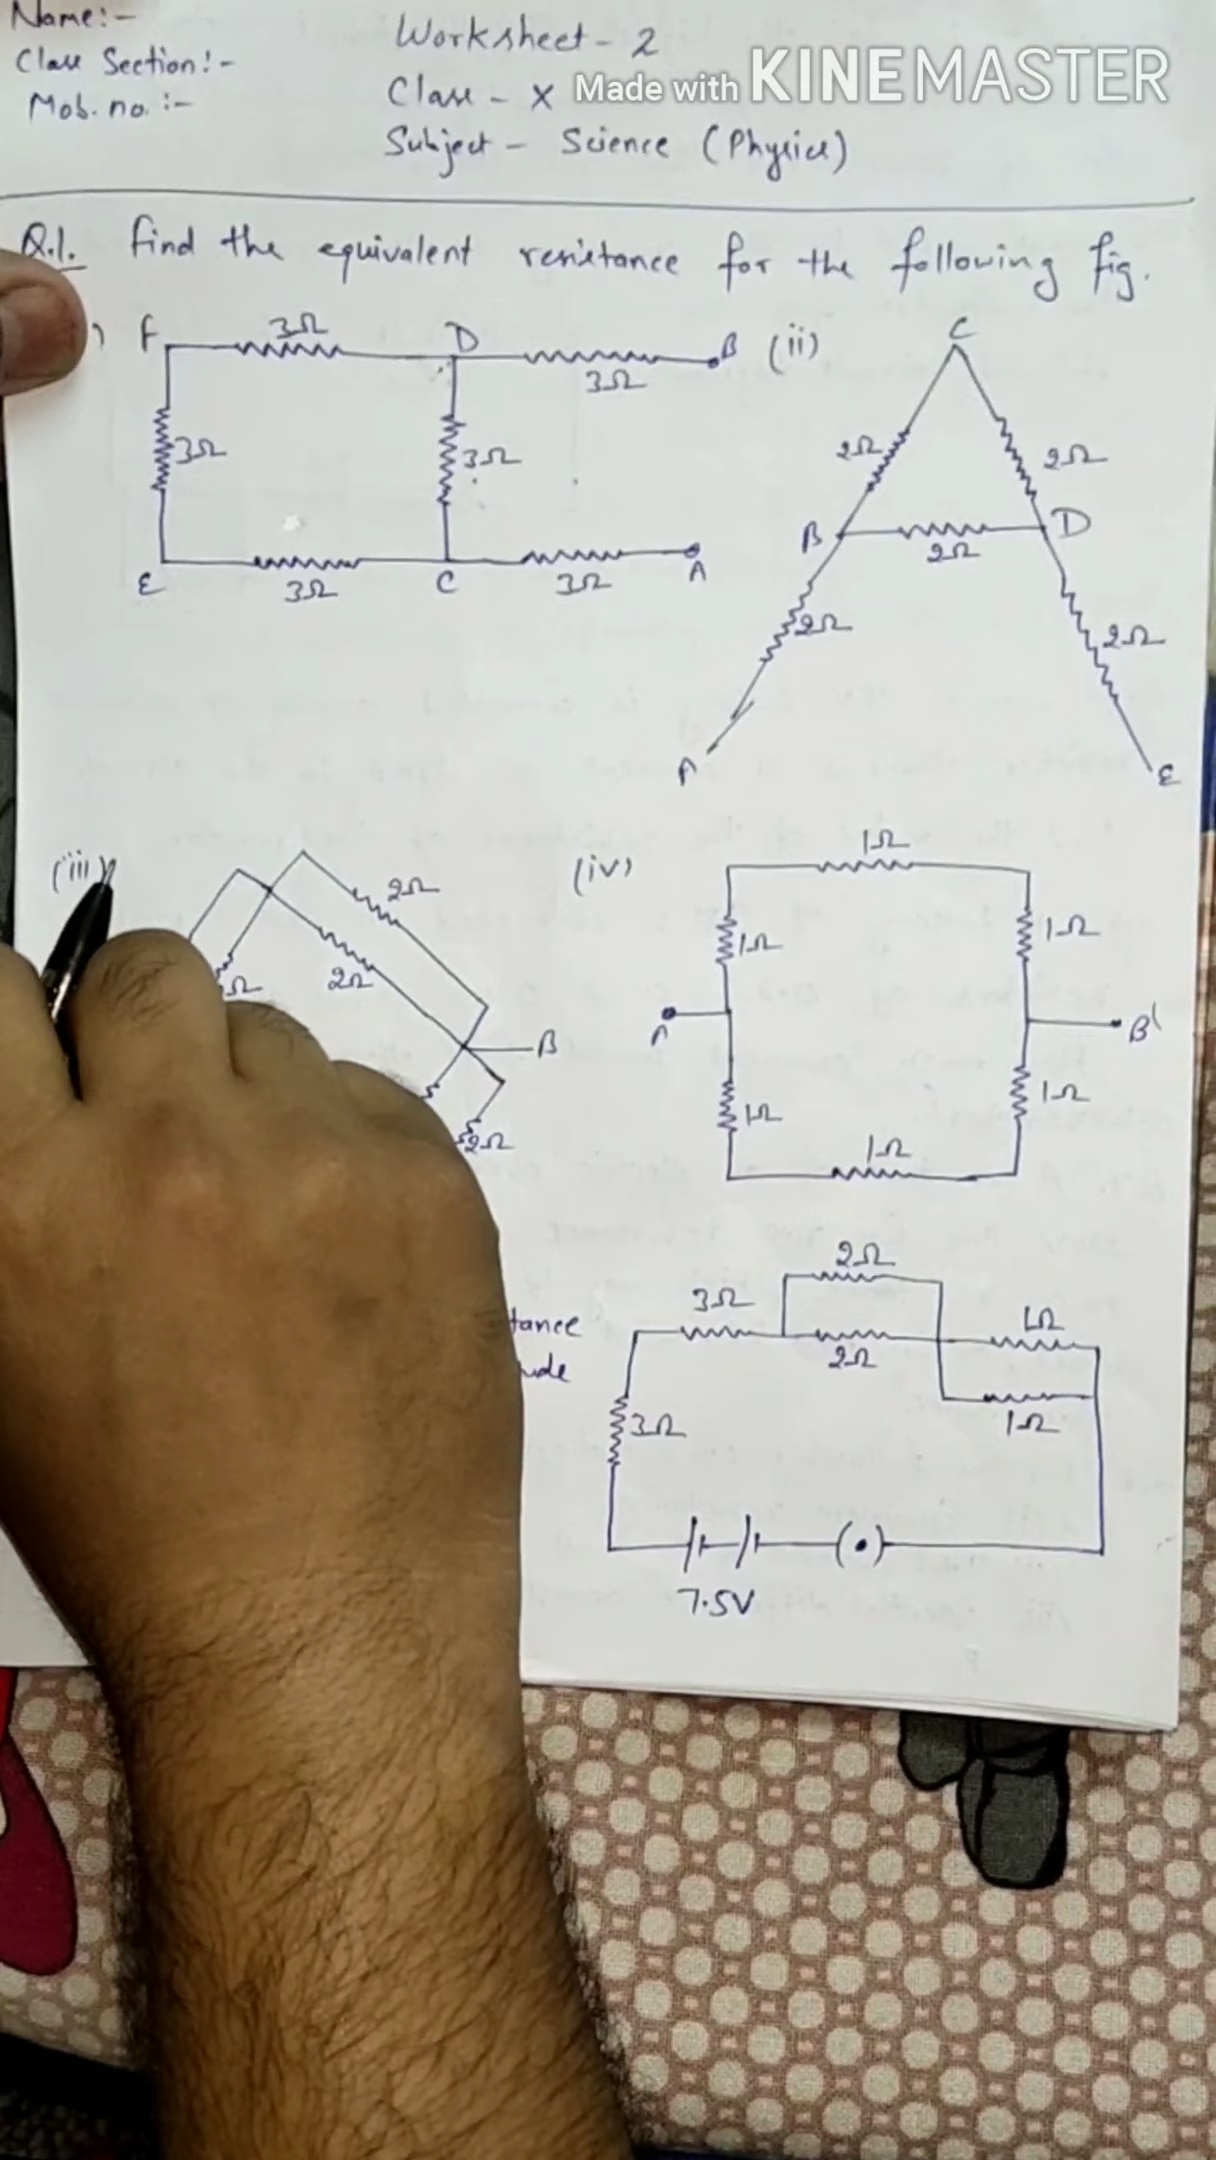 Name:-
Class Section:-
Mob. no. :-
Worksheet - 2
Class - X
Made with KINEMASTER
Subject - Science (Physics)
Q.1. find the equivalent resistance for the following fig.
F 3Ω D 3Ω B
3Ω 3Ω
E 3Ω C 3Ω A
(ii) C
2Ω 2Ω
B 2Ω D
2Ω 2Ω
A E
(iii)
2Ω
2Ω
Ω
B
2Ω
(iv) 1Ω
1Ω 1Ω
A B
1Ω 1Ω
1Ω
tance
ude
2Ω
3Ω 2Ω 1Ω
3Ω 1Ω
7.5V